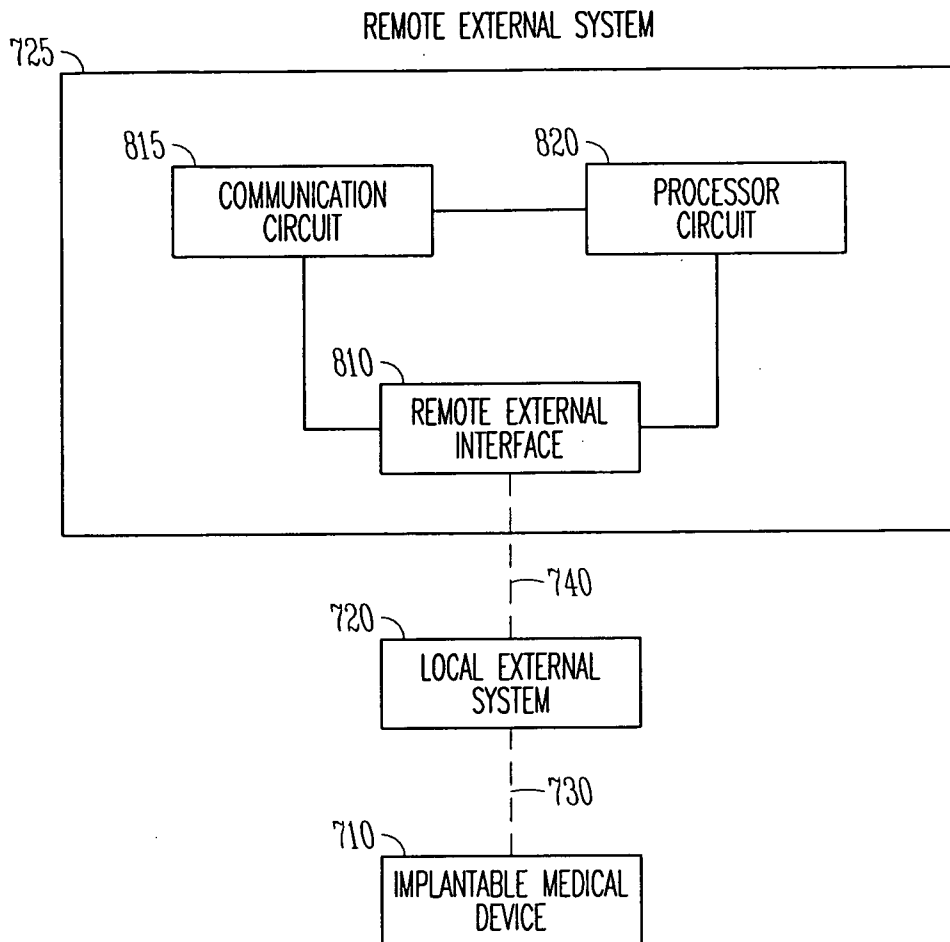 REMOTE EXTERNAL SYSTEM
725
815
COMMUNICATION
CIRCUIT
820
PROCESSOR
CIRCUIT
810
REMOTE EXTERNAL
INTERFACE
740
720
LOCAL EXTERNAL
SYSTEM
730
710
IMPLANTABLE MEDICAL
DEVICE